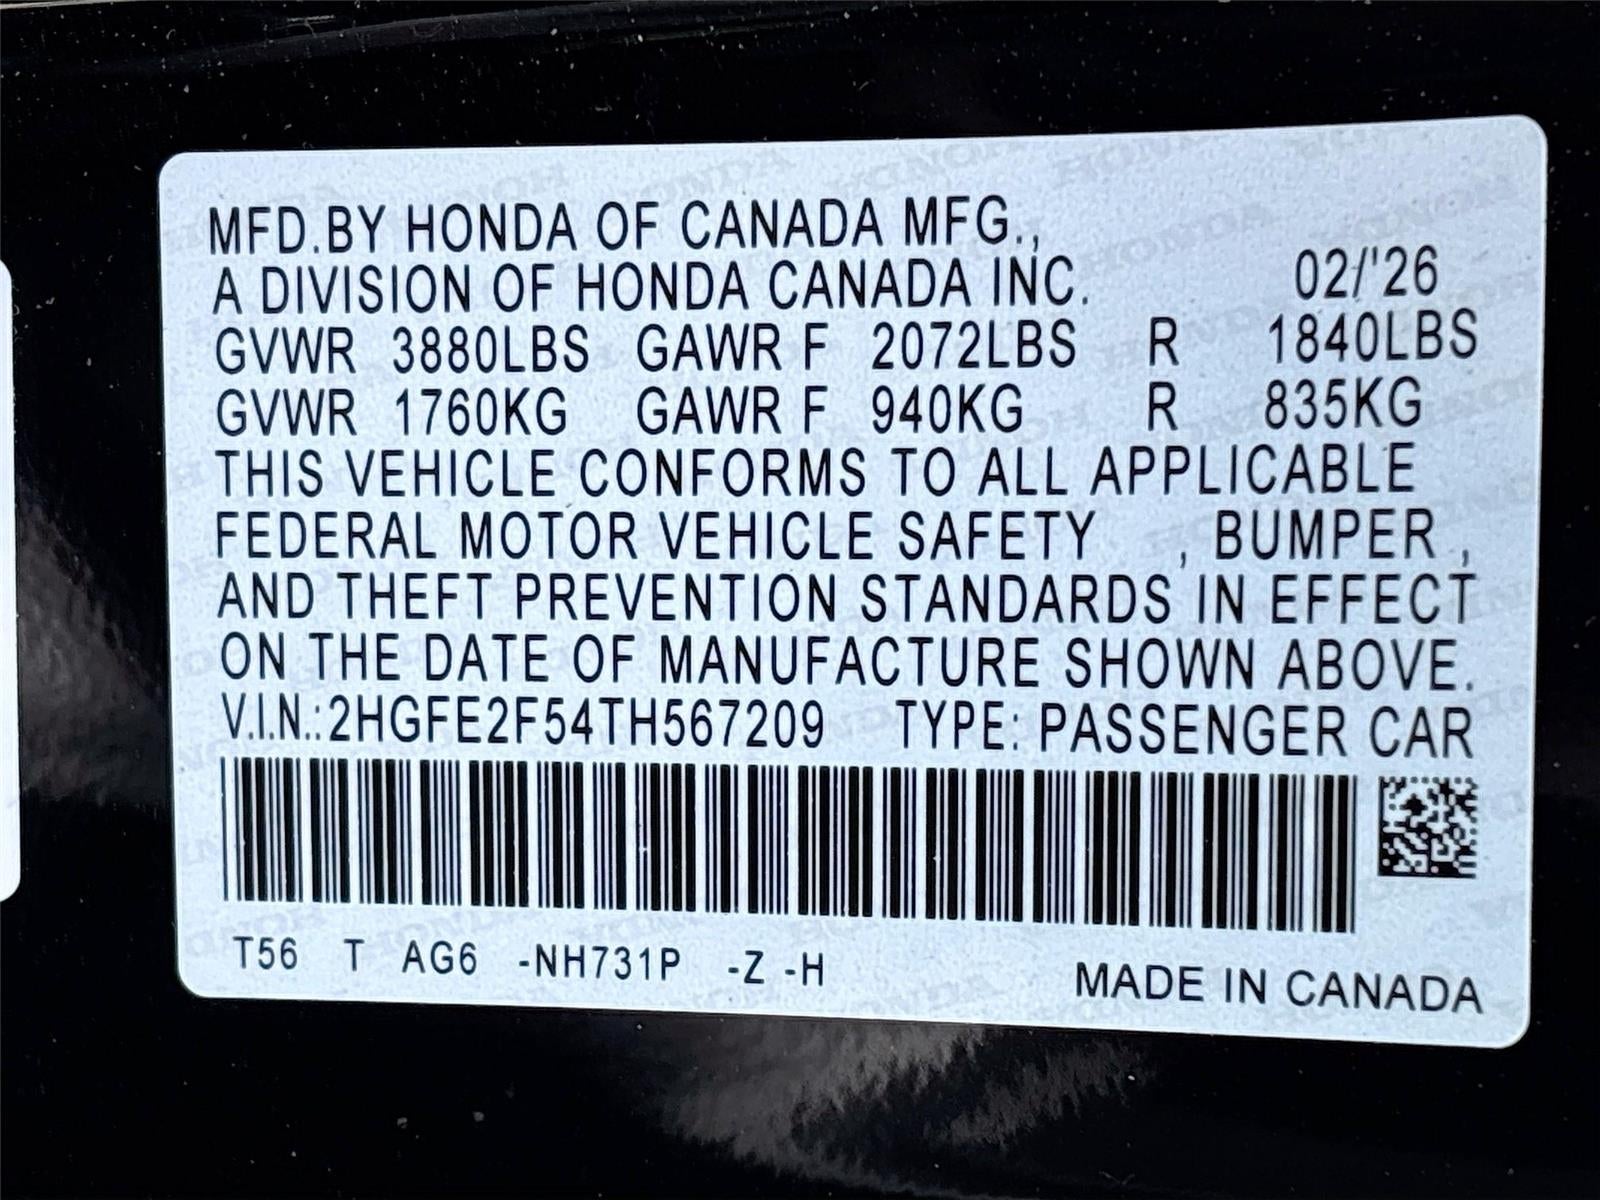 MFD.BY HONDA OF CANADA MFG.,
A DIVISION OF HONDA CANADA INC. 02/'26
GVWR 3880LBS GAWR F 2072LBS R 1840LBS
GVWR 1760KG GAWR F 940KG R 835KG
THIS VEHICLE CONFORMS TO ALL APPLICABLE
FEDERAL MOTOR VEHICLE SAFETY , BUMPER ,
AND THEFT PREVENTION STANDARDS IN EFFECT
ON THE DATE OF MANUFACTURE SHOWN ABOVE.
V.I.N.:2HGFE2F54TH567209 TYPE: PASSENGER CAR
T56 T AG6 -NH731P -Z -H
MADE IN CANADA